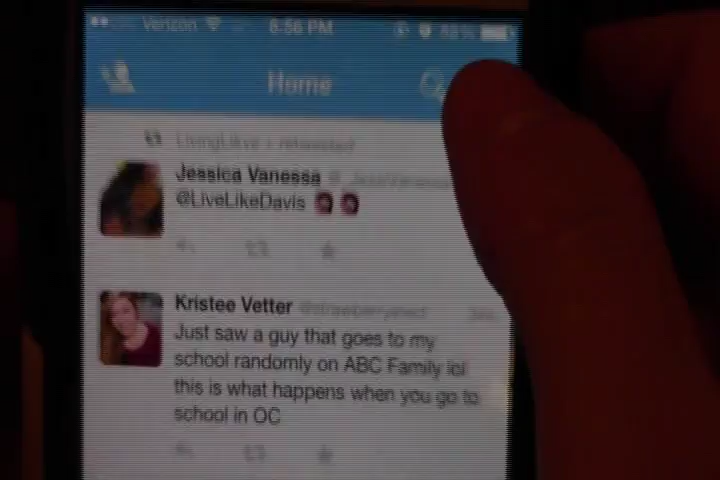 Verizon
6:56 PM
Home
Jessica Vanessa
@LiveLikeDavis
Kristee Vetter
Just saw a guy that goes to my
school randomly on ABC Family lol
this is what happens when you go to
school in OC